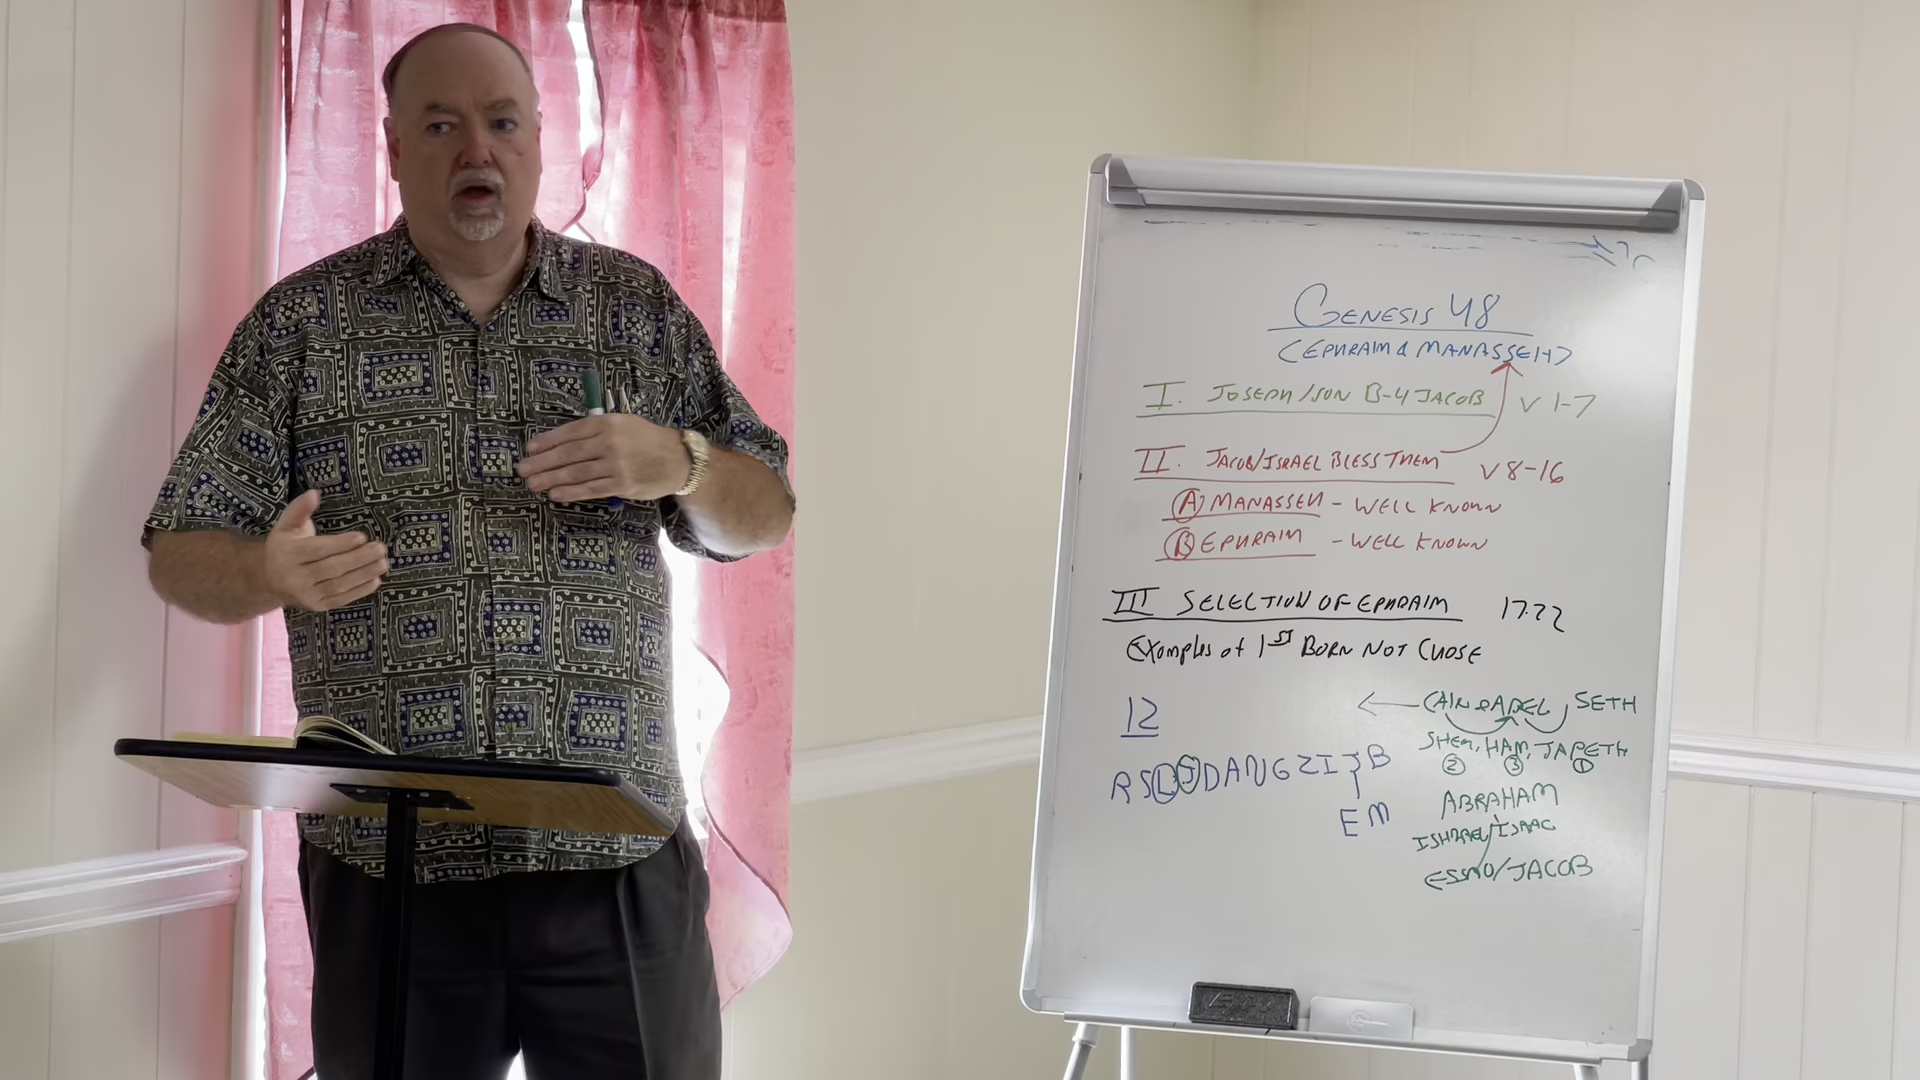 GENESIS 48
(EPHRAIM & MANASSEH)
I. JOSEPH/SON B-4 JACOB V 1-7
II. JACOB/ISRAEL BLESS THEM V 8-16
(A) MANASSEH - WELL KNOWN
(B) EPHRAIM - WELL KNOWN
III SELECTION OF EPHRAIM 17-22
Examples of 1ST BORN NOT CHOSE
12
R S L J D A N G Z I J B
E M
CAIN & ABEL SETH
SHEM, HAM, JAPETH
2 3 1
ABRAHAM
ISHMAEL/ISAAC
/JACOB